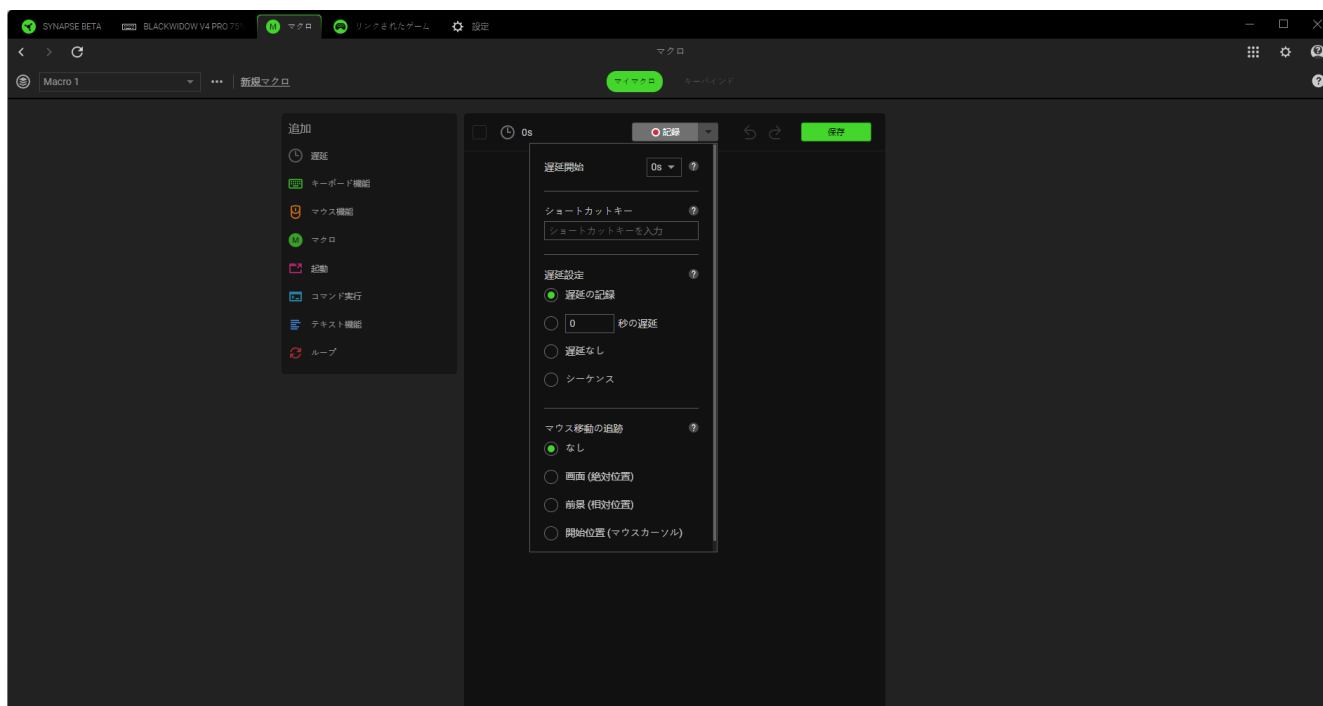 SYNAPSE BETA
BLACKWIDOW V4 PRO 75%
マクロ
リンクされたゲーム
設定
マクロ
Macro 1
新規マクロ
マイマクロ
キーバインド
追加
遅延
キーボード機能
マウス機能
マクロ
起動
コマンド実行
テキスト機能
ループ
0s
記録
保存
遅延開始
0s
ショートカットキー
ショートカットキーを入力
遅延設定
遅延の記録
0 秒の遅延
遅延なし
シーケンス
マウス移動の追跡
なし
画面 (絶対位置)
前景 (相対位置)
開始位置 (マウスカーソル)